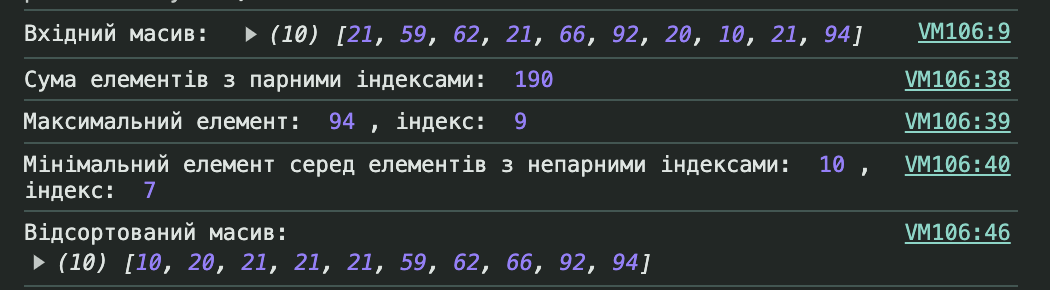 Вхідний масив: ▶ (10) [21, 59, 62, 21, 66, 92, 20, 10, 21, 94] VM106:9
Сума елементів з парними індексами: 190 VM106:38
Максимальний елемент: 94 , індекс: 9 VM106:39
Мінімальний елемент серед елементів з непарними індексами: 10 , VM106:40
індекс: 7
Відсортований масив: VM106:46
▶ (10) [10, 20, 21, 21, 21, 59, 62, 66, 92, 94]